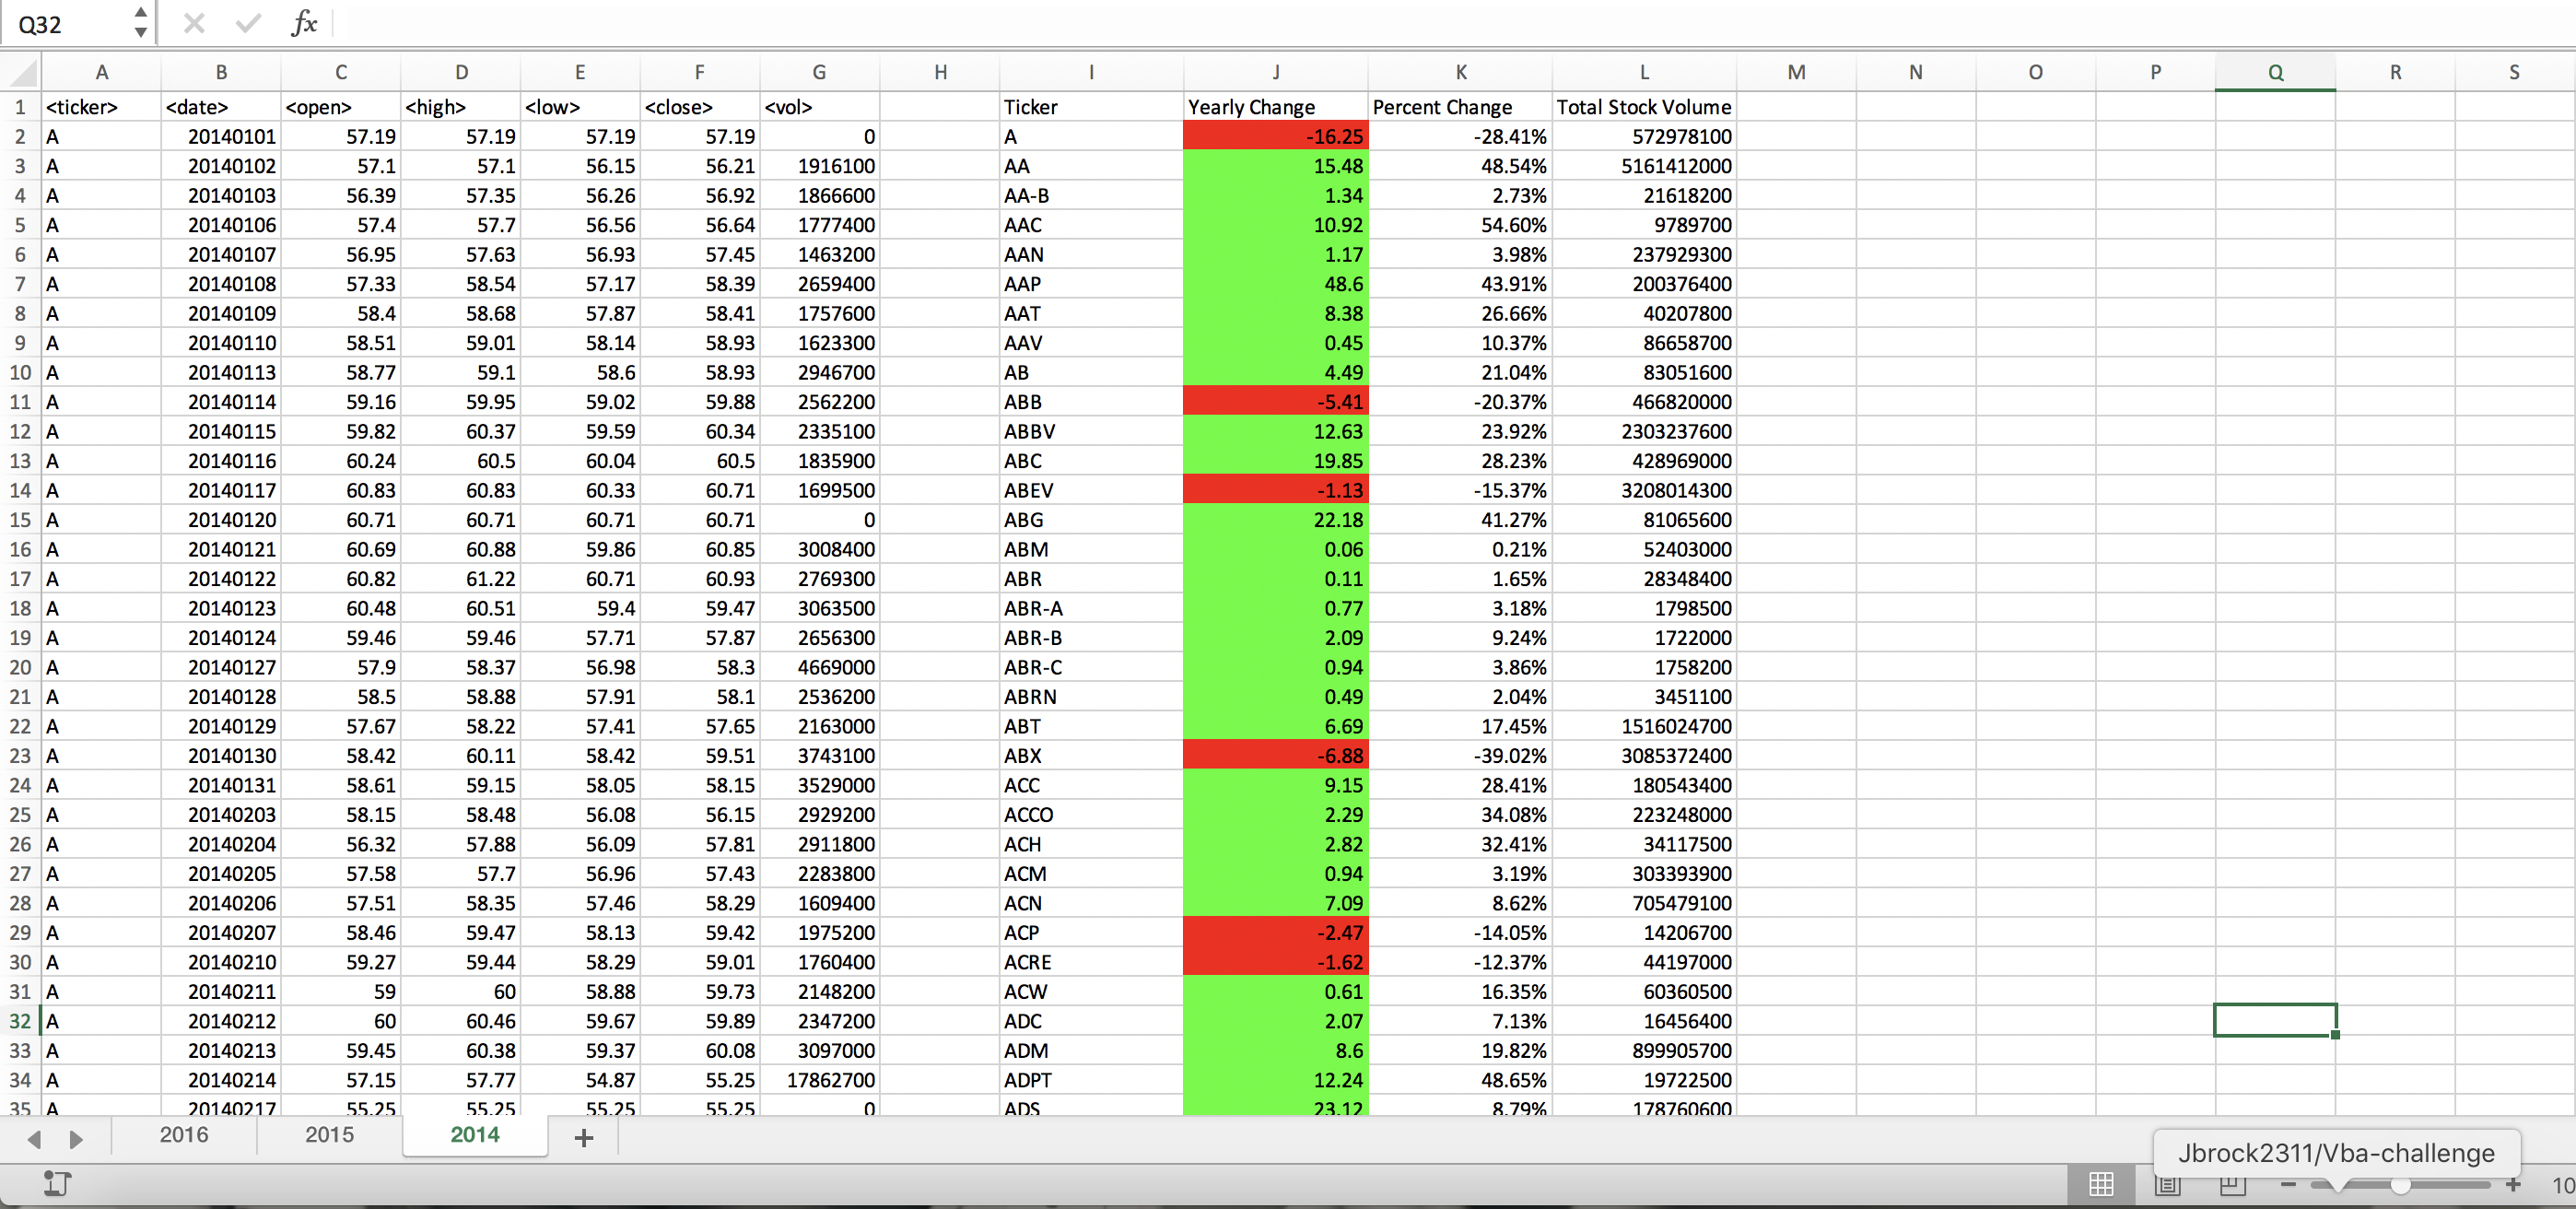 Q32 fx
A B C D E F G H I J K L M N O P Q R S
1 <ticker> <date> <open> <high> <low> <close> <vol> Ticker Yearly Change Percent Change Total Stock Volume
2 A 20140101 57.19 57.19 57.19 57.19 0 A -16.25 -28.41% 572978100
3 A 20140102 57.1 57.1 56.15 56.21 1916100 AA 15.48 48.54% 5161412000
4 A 20140103 56.39 57.35 56.26 56.92 1866600 AA-B 1.34 2.73% 21618200
5 A 20140106 57.4 57.7 56.56 56.64 1777400 AAC 10.92 54.60% 9789700
6 A 20140107 56.95 57.63 56.93 57.45 1463200 AAN 1.17 3.98% 237929300
7 A 20140108 57.33 58.54 57.17 58.39 2659400 AAP 48.6 43.91% 200376400
8 A 20140109 58.4 58.68 57.87 58.41 1757600 AAT 8.38 26.66% 40207800
9 A 20140110 58.51 59.01 58.14 58.93 1623300 AAV 0.45 10.37% 86658700
10 A 20140113 58.77 59.1 58.6 58.93 2946700 AB 4.49 21.04% 83051600
11 A 20140114 59.16 59.95 59.02 59.88 2562200 ABB -5.41 -20.37% 466820000
12 A 20140115 59.82 60.37 59.59 60.34 2335100 ABBV 12.63 23.92% 2303237600
13 A 20140116 60.24 60.5 60.04 60.5 1835900 ABC 19.85 28.23% 428969000
14 A 20140117 60.83 60.83 60.33 60.71 1699500 ABEV -1.13 -15.37% 3208014300
15 A 20140120 60.71 60.71 60.71 60.71 0 ABG 22.18 41.27% 81065600
16 A 20140121 60.69 60.88 59.86 60.85 3008400 ABM 0.06 0.21% 52403000
17 A 20140122 60.82 61.22 60.71 60.93 2769300 ABR 0.11 1.65% 28348400
18 A 20140123 60.48 60.51 59.4 59.47 3063500 ABR-A 0.77 3.18% 1798500
19 A 20140124 59.46 59.46 57.71 57.87 2656300 ABR-B 2.09 9.24% 1722000
20 A 20140127 57.9 58.37 56.98 58.3 4669000 ABR-C 0.94 3.86% 1758200
21 A 20140128 58.5 58.88 57.91 58.1 2536200 ABRN 0.49 2.04% 3451100
22 A 20140129 57.67 58.22 57.41 57.65 2163000 ABT 6.69 17.45% 1516024700
23 A 20140130 58.42 60.11 58.42 59.51 3743100 ABX -6.88 -39.02% 3085372400
24 A 20140131 58.61 59.15 58.05 58.15 3529000 ACC 9.15 28.41% 180543400
25 A 20140203 58.15 58.48 56.08 56.15 2929200 ACCO 2.29 34.08% 223248000
26 A 20140204 56.32 57.88 56.09 57.81 2911800 ACH 2.82 32.41% 34117500
27 A 20140205 57.58 57.7 56.96 57.43 2283800 ACM 0.94 3.19% 303393900
28 A 20140206 57.51 58.35 57.46 58.29 1609400 ACN 7.09 8.62% 705479100
29 A 20140207 58.46 59.47 58.13 59.42 1975200 ACP -2.47 -14.05% 14206700
30 A 20140210 59.27 59.44 58.29 59.01 1760400 ACRE -1.62 -12.37% 44197000
31 A 20140211 59 60 58.88 59.73 2148200 ACW 0.61 16.35% 60360500
32 A 20140212 60 60.46 59.67 59.89 2347200 ADC 2.07 7.13% 16456400
33 A 20140213 59.45 60.38 59.37 60.08 3097000 ADM 8.6 19.82% 899905700
34 A 20140214 57.15 57.77 54.87 55.25 17862700 ADPT 12.24 48.65% 19722500
35 A 20140217 55.25 55.25 55.25 55.25 0 ADS 23.12 8.79% 178760600
2016 2015 2014 +
Jbrock2311/Vba-challenge
10